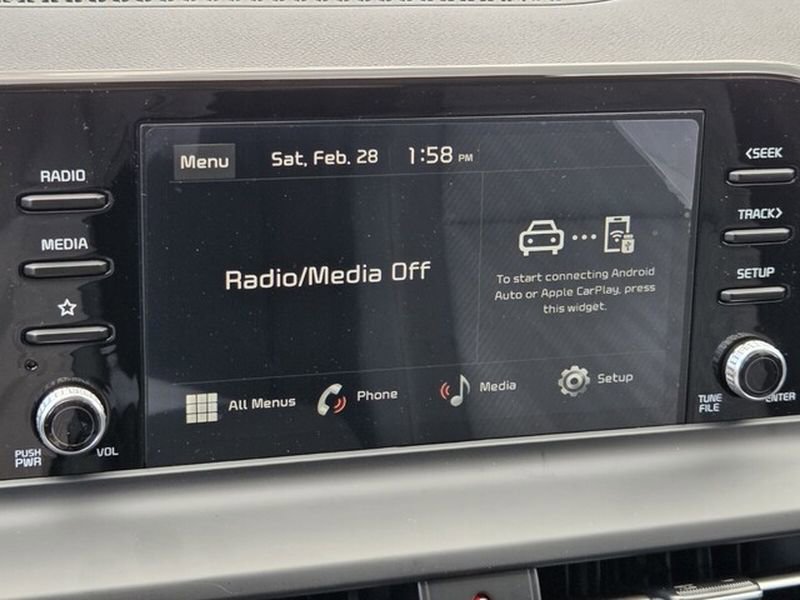 RADIO
MEDIA
PUSH
PWR
VOL
Menu
Sat, Feb. 28
1:58 PM
Radio/Media Off
To start connecting Android
Auto or Apple CarPlay, press
this widget.
All Menus
Phone
Media
Setup
<SEEK
TRACK>
SETUP
TUNE
FILE
ENTER